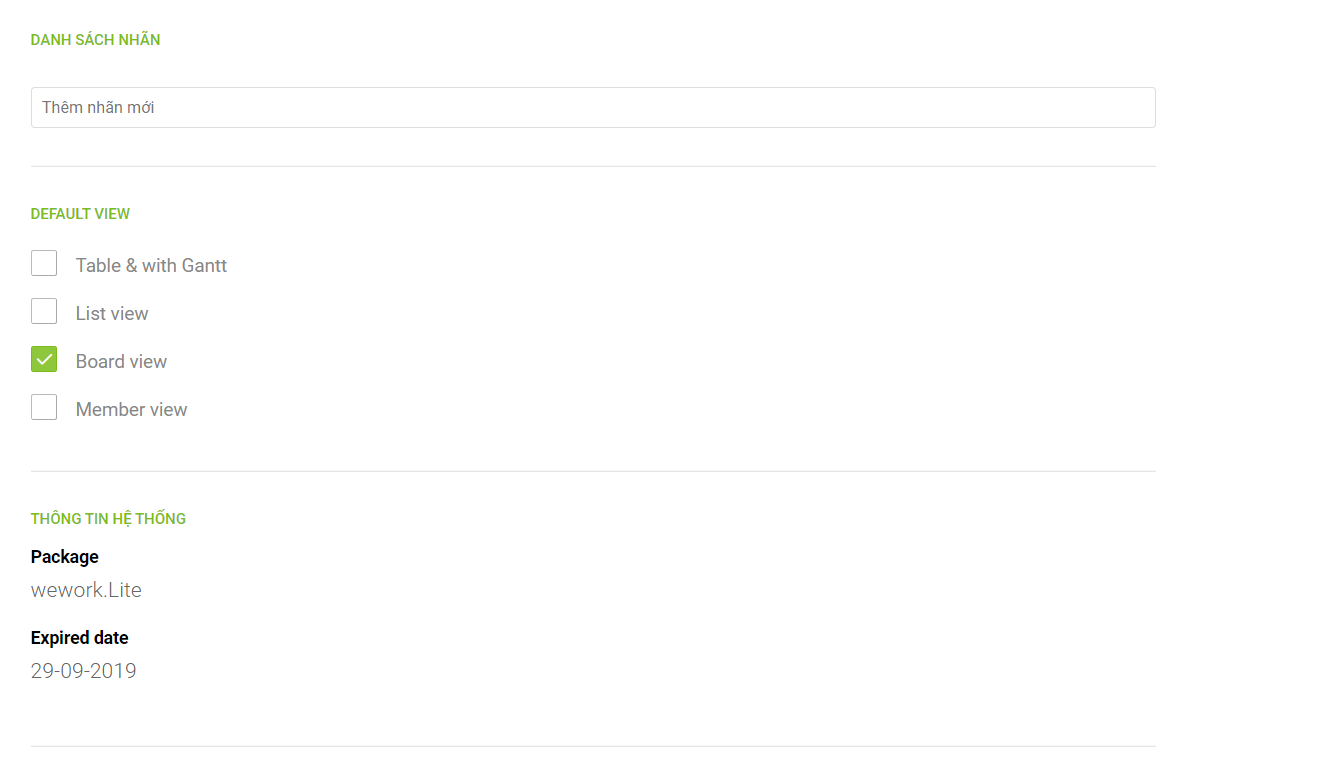 DANH SÁCH NHÃN
Thêm nhãn mới
DEFAULT VIEW
Table & with Gantt
List view
Board view
Member view
THÔNG TIN HỆ THỐNG
Package
wework.Lite
Expired date
29-09-2019